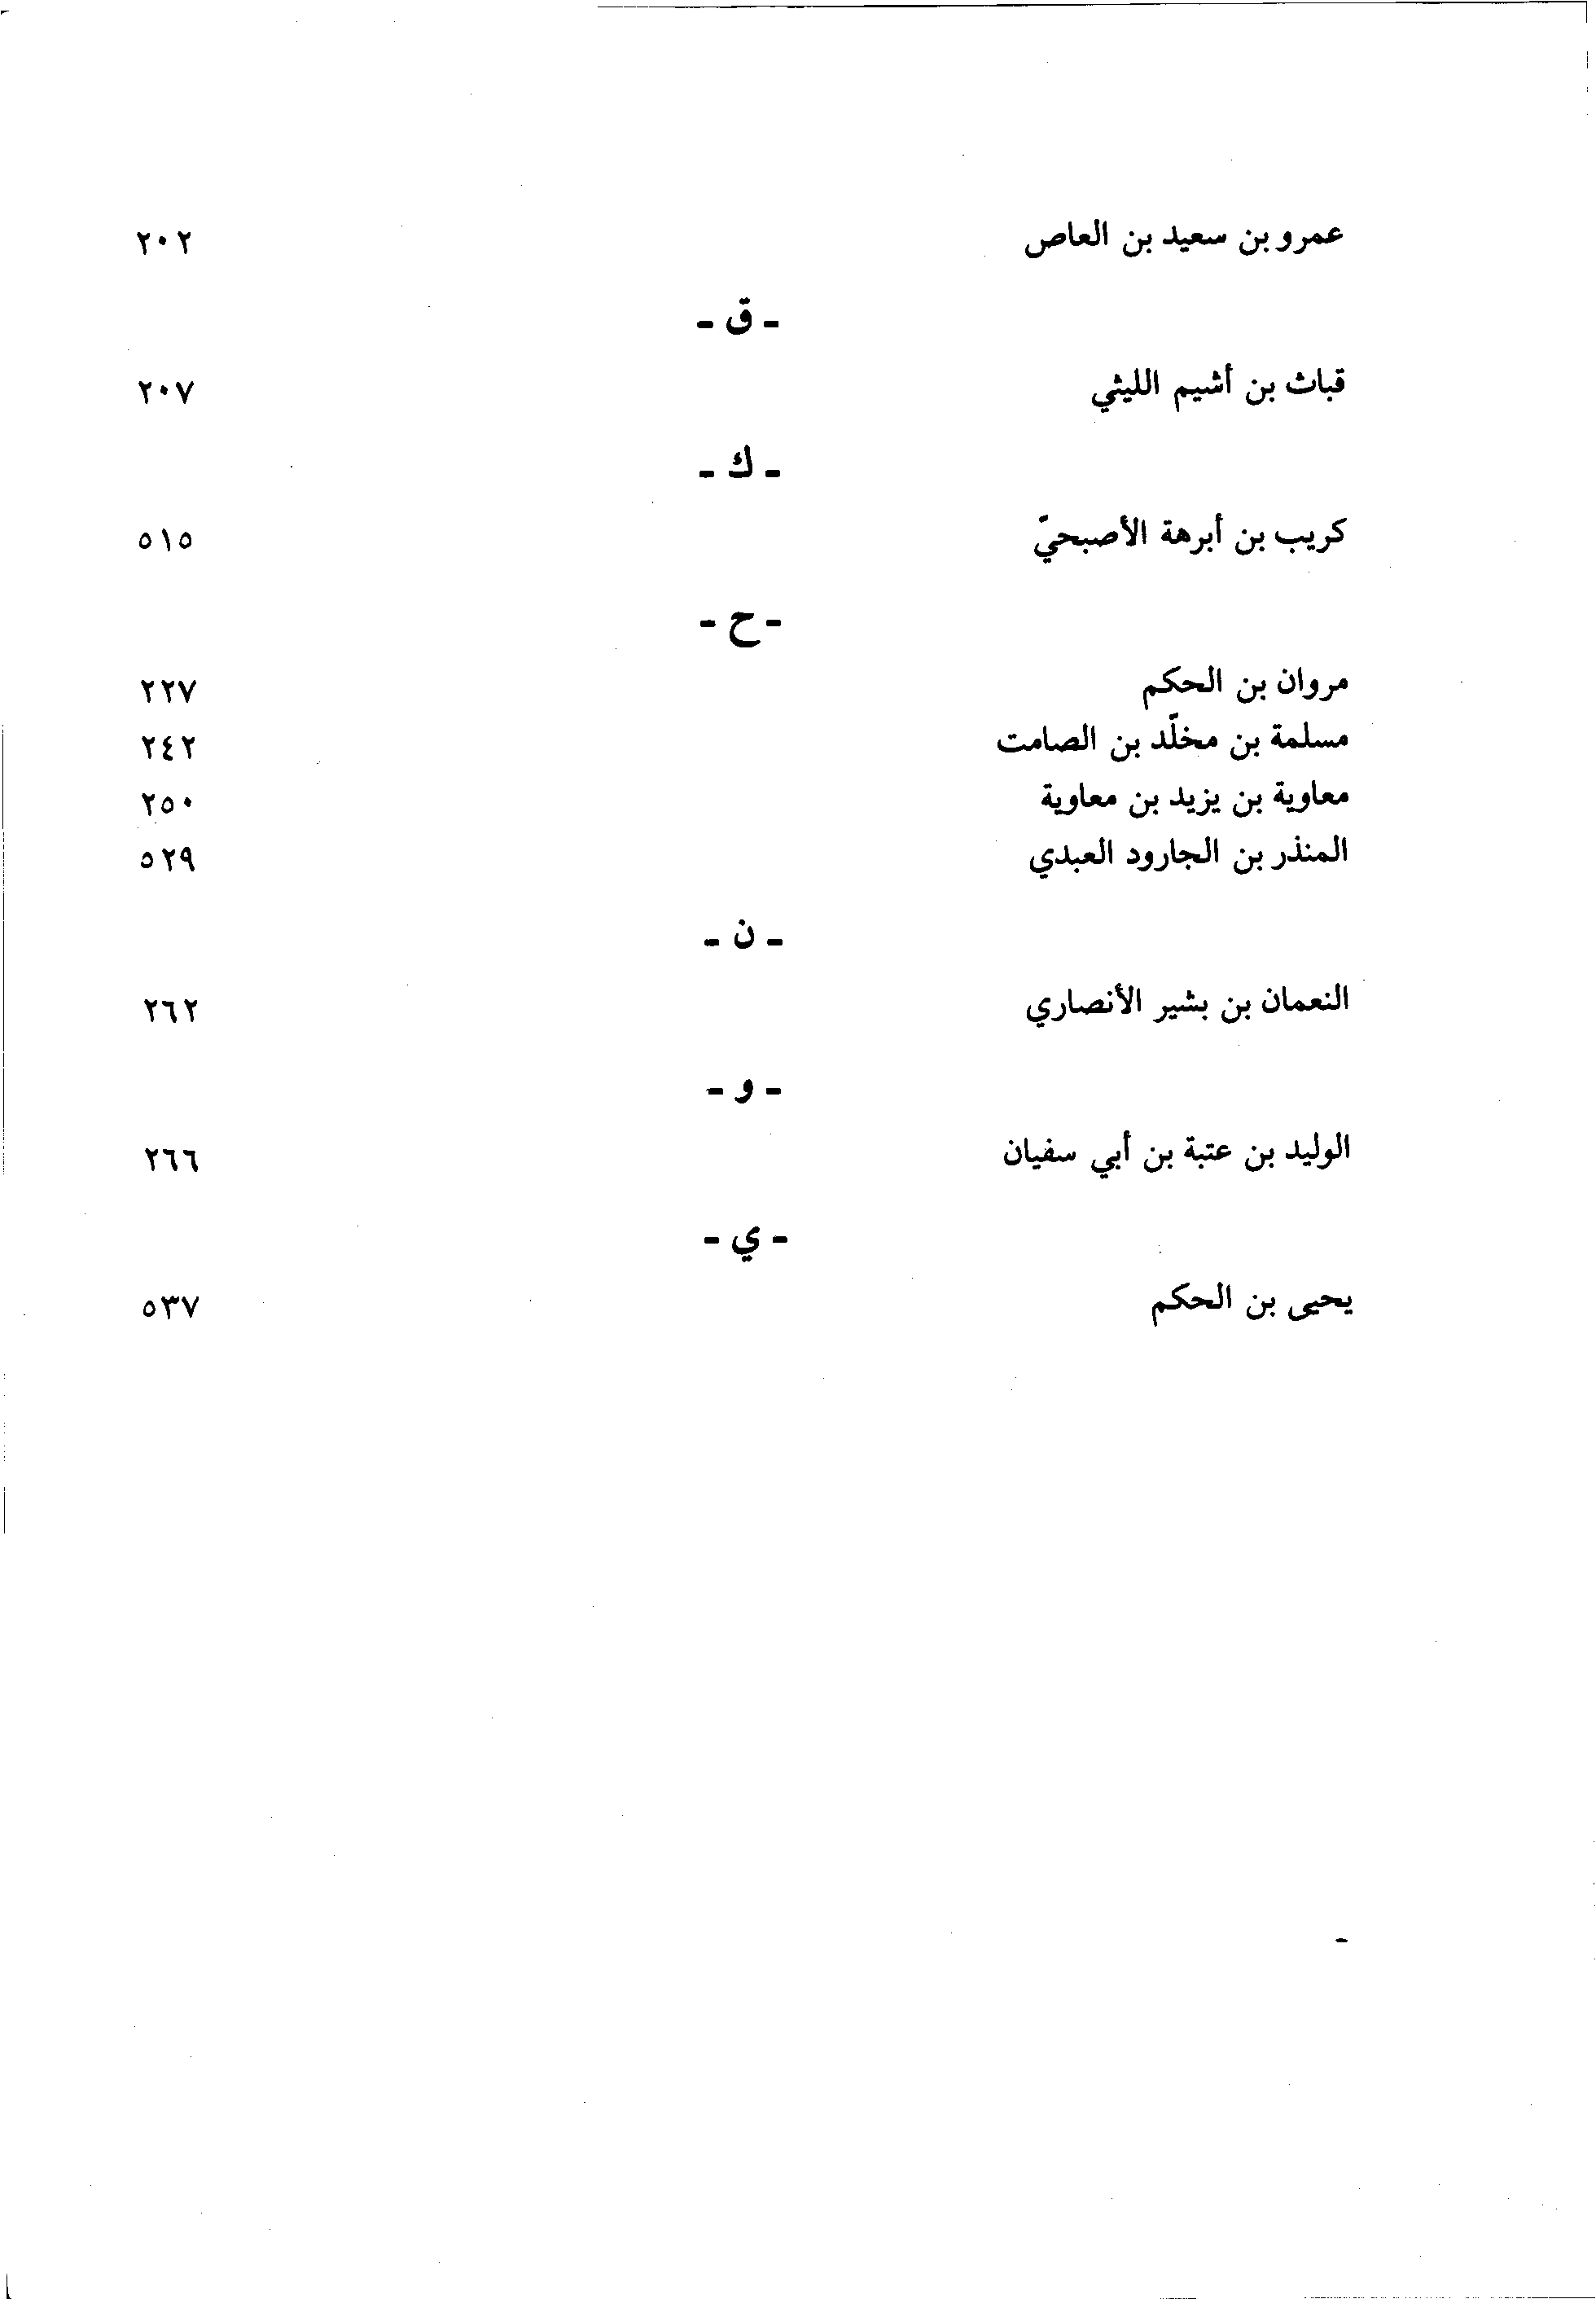 عمرو بن سعيد بن العاص ٢٠٢
- ق -
قباث بن أشيم الليثي ٢٠٧
- ك -
كريب بن أبرهة الأصبحيّ ٥١٥
- ح -
مروان بن الحكم ٢٢٧
مسلمة بن مخلّد بن الصامت ٢٤٢
معاوية بن يزيد بن معاوية ٢٥٠
المنذر بن الجارود العبدي ٥٢٩
- ن -
النعمان بن بشير الأنصاري ٢٦٢
- و -
الوليد بن عتبة بن أبي سفيان ٢٦٦
- ي -
يحيى بن الحكم ٥٣٧